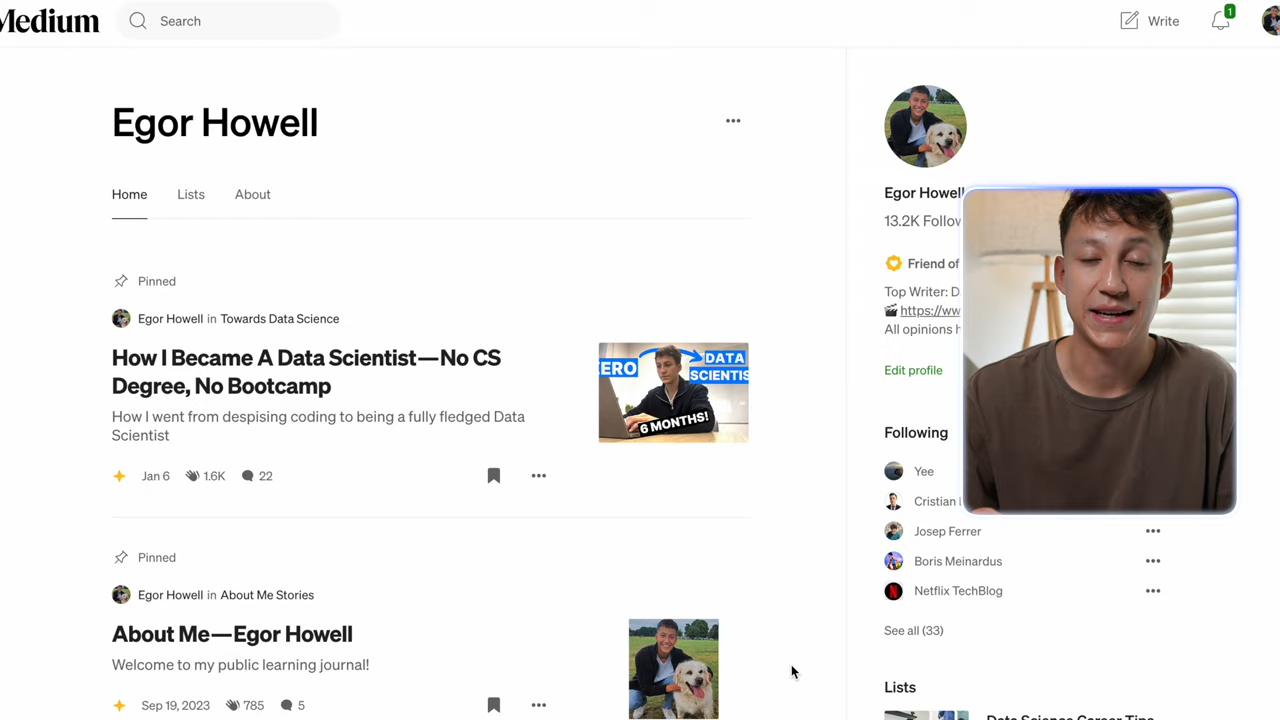 Medium
Search
Write
1
Egor Howell
Home
Lists
About
Pinned
Egor Howell in Towards Data Science
How I Became A Data Scientist—No CS
Degree, No Bootcamp
How I went from despising coding to being a fully fledged Data
Scientist
Jan 6
1.6K
22
ZERO
DATA
SCIENTIST
6 MONTHS!
Pinned
Egor Howell in About Me Stories
About Me—Egor Howell
Welcome to my public learning journal!
Sep 19, 2023
785
5
Egor Howell
13.2K Follow
Friend of
Top Writer: D
https://ww
All opinions h
Edit profile
Following
Yee
Cristian
Josep Ferrer
Boris Meinardus
Netflix TechBlog
See all (33)
Lists
Data Science Career Tips